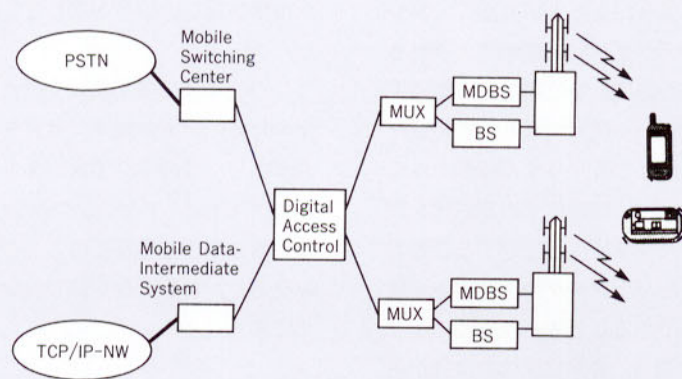 PSTN
Mobile
Switching
Center
MUX
MDBS
BS
Digital
Access
Control
Mobile Data-
Intermediate
System
TCP/IP-NW
MUX
MDBS
BS